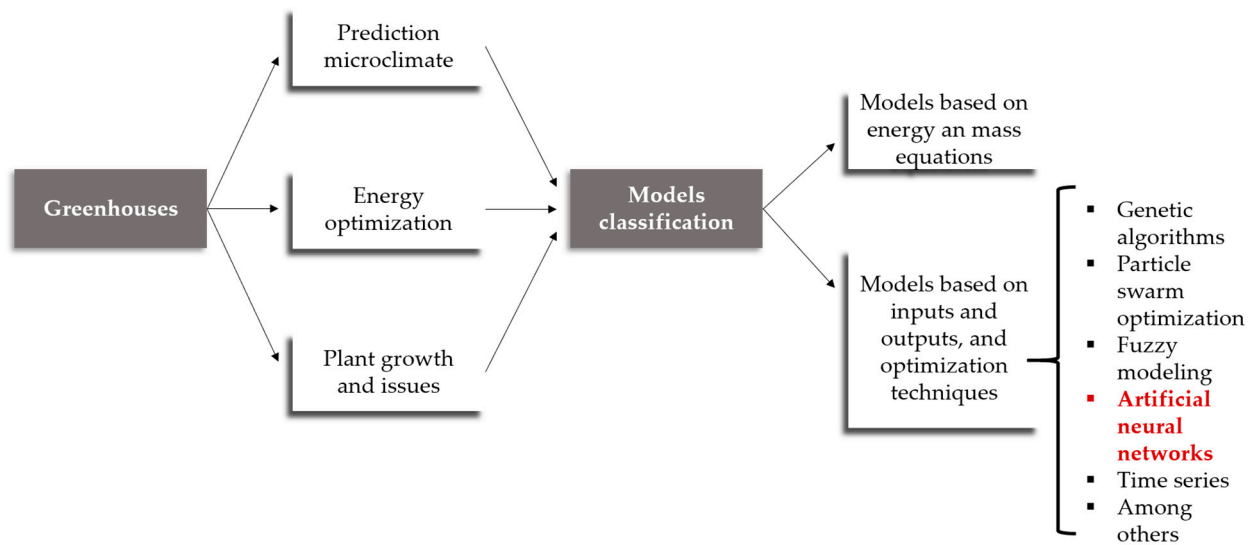 Greenhouses
Prediction
microclimate
Energy
optimization
Plant growth
and issues
Models
classification
Models based on
energy an mass
equations
Models based on
inputs and
outputs, and
optimization
techniques
▪ Genetic
algorithms
▪ Particle
swarm
optimization
▪ Fuzzy
modeling
▪ Artificial
neural
networks
▪ Time series
▪ Among
others